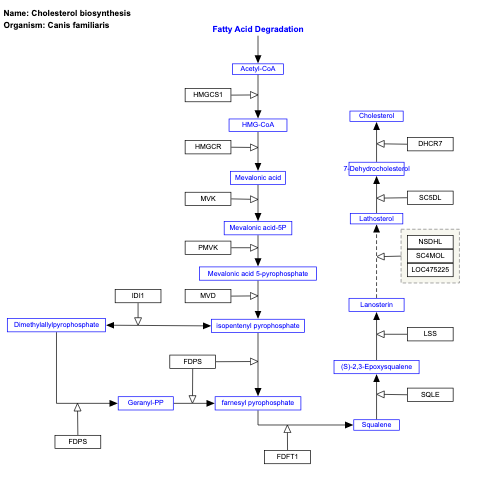 Name: Cholesterol biosynthesis
Organism: Canis familiaris
Fatty Acid Degradation
Acetyl-CoA
HMGCS1
HMG-CoA
HMGCR
Mevalonic acid
MVK
Mevalonic acid-5P
PMVK
Mevalonic acid 5-pyrophosphate
MVD
IDI1
Dimethylallylpyrophosphate
isopentenyl pyrophosphate
FDPS
Geranyl-PP
farnesyl pyrophosphate
FDPS
FDFT1
Squalene
SQLE
(S)-2,3-Epoxysqualene
LSS
Lanosterin
NSDHL
SC4MOL
LOC475225
Lathosterol
SC5DL
7-Dehydrocholesterol
DHCR7
Cholesterol